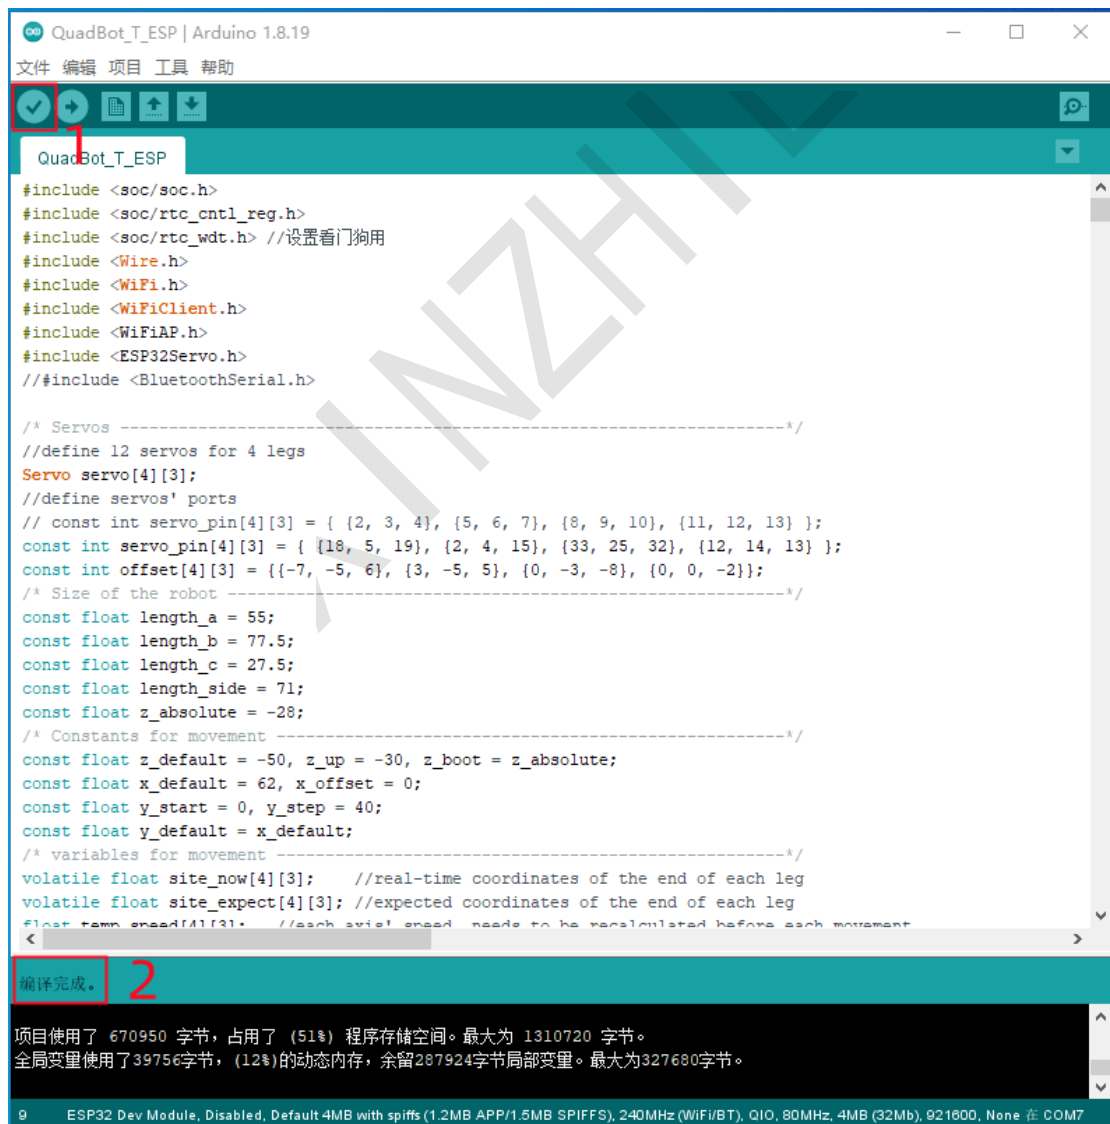 QuadBot_T_ESP | Arduino 1.8.19
文件 编辑 项目 工具 帮助
1
QuadBot_T_ESP
#include <soc/soc.h>
#include <soc/rtc_cntl_reg.h>
#include <soc/rtc_wdt.h> //设置看门狗用
#include <Wire.h>
#include <WiFi.h>
#include <WiFiClient.h>
#include <WiFiAP.h>
#include <ESP32Servo.h>
//#include <BluetoothSerial.h>
/* Servos --------------------------------------------------------------------*/
//define 12 servos for 4 legs
Servo servo[4][3];
//define servos' ports
// const int servo_pin[4][3] = { {2, 3, 4}, {5, 6, 7}, {8, 9, 10}, {11, 12, 13} };
const int servo_pin[4][3] = { {18, 5, 19}, {2, 4, 15}, {33, 25, 32}, {12, 14, 13} };
const int offset[4][3] = {{-7, -5, 6}, {3, -5, 5}, {0, -3, -8}, {0, 0, -2}};
/* Size of the robot ---------------------------------------------------------*/
const float length_a = 55;
const float length_b = 77.5;
const float length_c = 27.5;
const float length_side = 71;
const float z_absolute = -28;
/* Constants for movement ----------------------------------------------------*/
const float z_default = -50, z_up = -30, z_boot = z_absolute;
const float x_default = 62, x_offset = 0;
const float y_start = 0, y_step = 40;
const float y_default = x_default;
/* variables for movement ----------------------------------------------------*/
volatile float site_now[4][3];    //real-time coordinates of the end of each leg
volatile float site_expect[4][3]; //expected coordinates of the end of each leg
float temp_speed[4][3];   //each axis' speed, needs to be recalculated before each movement
编译完成。
2
项目使用了 670950 字节，占用了 (51%) 程序存储空间。最大为 1310720 字节。
全局变量使用了39756字节，(12%)的动态内存，余留287924字节局部变量。最大为327680字节。
9 ESP32 Dev Module, Disabled, Default 4MB with spiffs (1.2MB APP/1.5MB SPIFFS), 240MHz (WiFi/BT), QIO, 80MHz, 4MB (32Mb), 921600, None 在 COM7